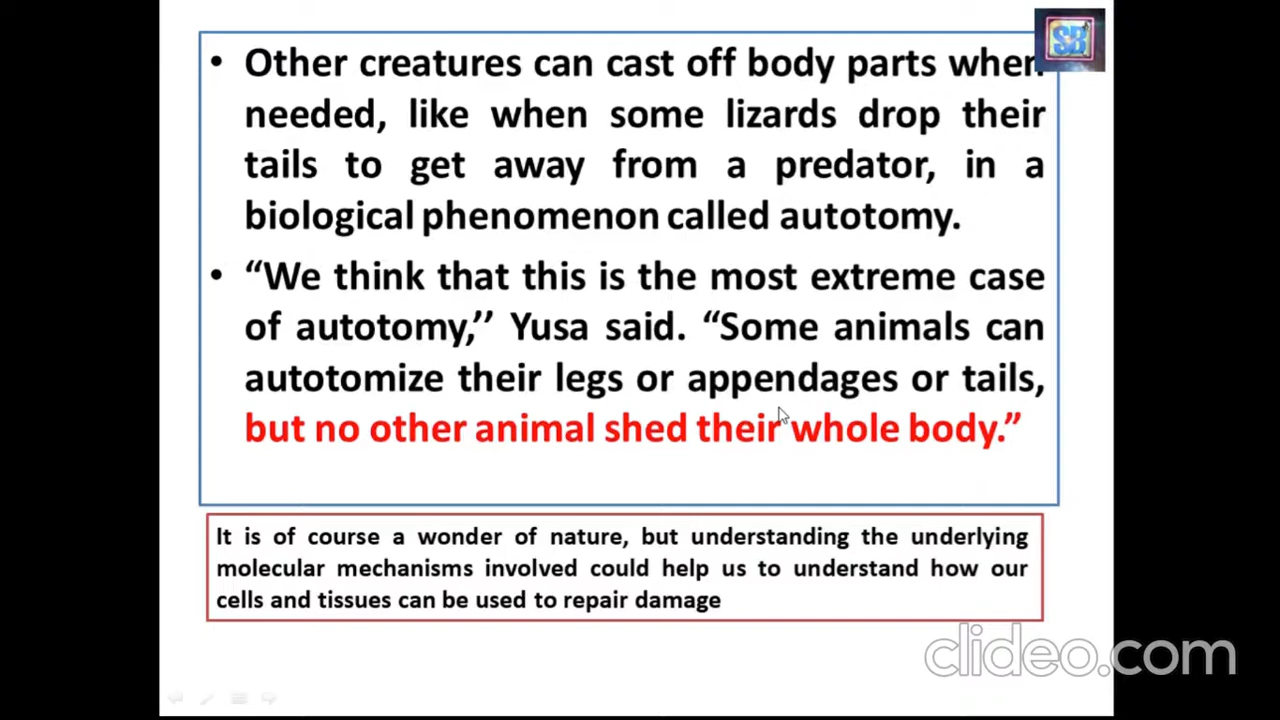 SB
• Other creatures can cast off body parts when
needed, like when some lizards drop their
tails to get away from a predator, in a
biological phenomenon called autotomy.
• “We think that this is the most extreme case
of autotomy,’’ Yusa said. “Some animals can
autotomize their legs or appendages or tails,
but no other animal shed their whole body.”
It is of course a wonder of nature, but understanding the underlying
molecular mechanisms involved could help us to understand how our
cells and tissues can be used to repair damage
clideo.com